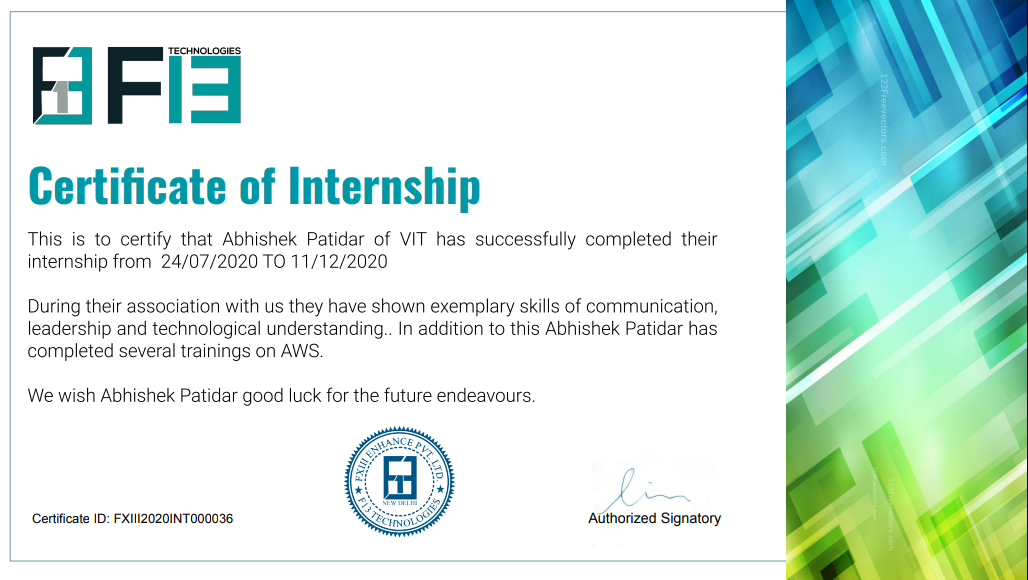 TECHNOLOGIES
F13
Certificate of Internship
This is to certify that Abhishek Patidar of VIT has successfully completed their
internship from 24/07/2020 TO 11/12/2020
During their association with us they have shown exemplary skills of communication,
leadership and technological understanding.. In addition to this Abhishek Patidar has
completed several trainings on AWS.
We wish Abhishek Patidar good luck for the future endeavours.
FXIII ENHANCE PVT. LTD.
NEW DELHI
F13 TECHNOLOGIES
Certificate ID: FXIII2020INT000036
Authorized Signatory
123Freevectors.com